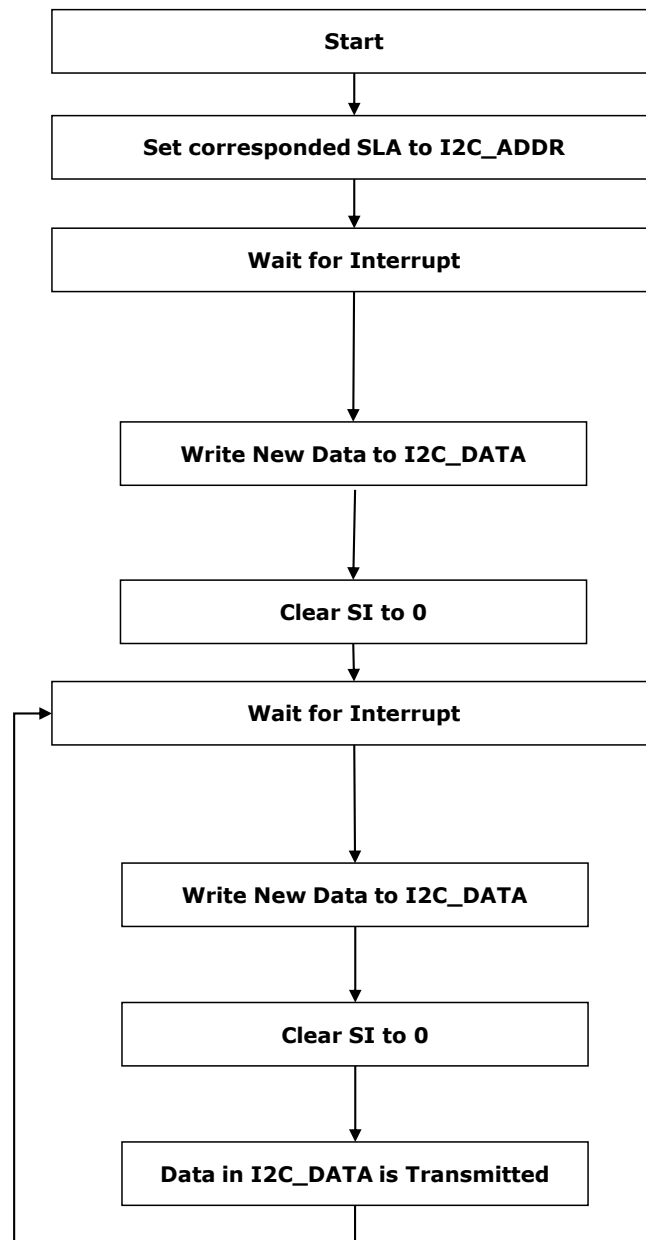 Start
Set corresponded SLA to I2C_ADDR
Wait for Interrupt
Write New Data to I2C_DATA
Clear SI to 0
Wait for Interrupt
Write New Data to I2C_DATA
Clear SI to 0
Data in I2C_DATA is Transmitted